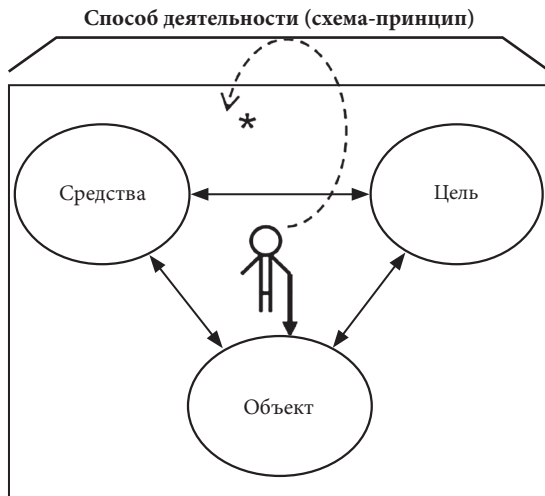 Способ деятельности (схема-принцип)
*
Средства
Цель
Объект